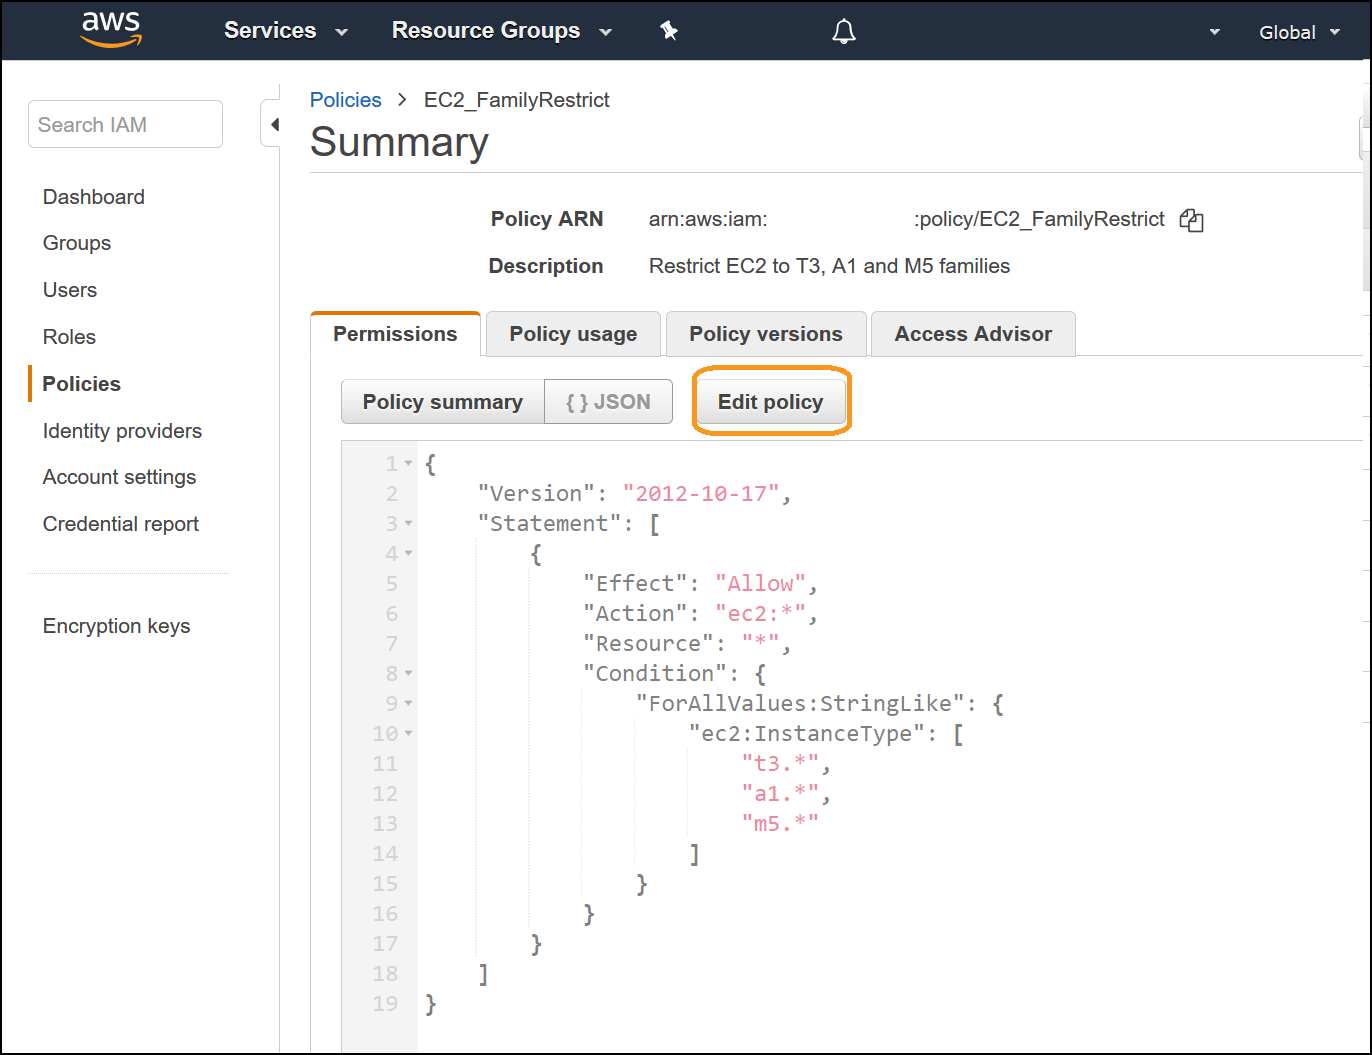 aws
Services
Resource Groups
Global
Search IAM
Dashboard
Groups
Users
Roles
Policies
Identity providers
Account settings
Credential report
Encryption keys
Policies > EC2_FamilyRestrict
Summary
Policy ARN arn:aws:iam: :policy/EC2_FamilyRestrict
Description Restrict EC2 to T3, A1 and M5 families
Permissions Policy usage Policy versions Access Advisor
Policy summary { } JSON Edit policy
1 {
2 "Version": "2012-10-17",
3 "Statement": [
4 {
5 "Effect": "Allow",
6 "Action": "ec2:*",
7 "Resource": "*",
8 "Condition": {
9 "ForAllValues:StringLike": {
10 "ec2:InstanceType": [
11 "t3.*",
12 "a1.*",
13 "m5.*"
14 ]
15 }
16 }
17 }
18 ]
19 }